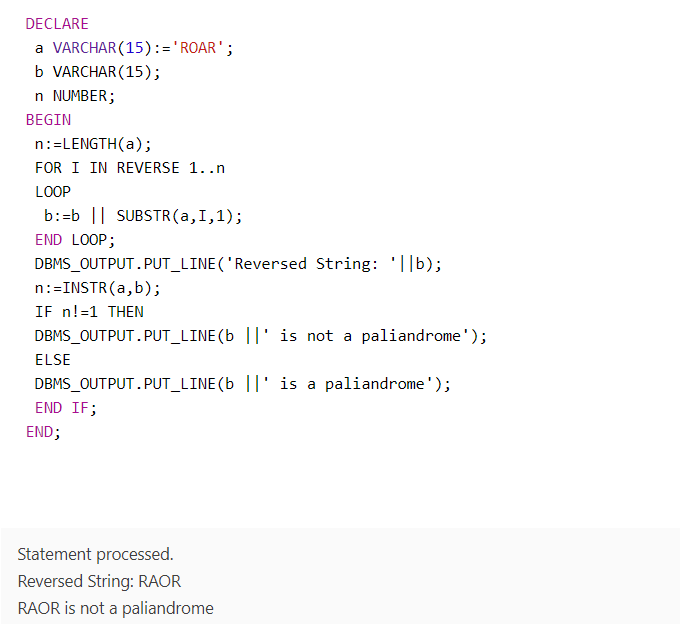 DECLARE
a VARCHAR(15):='ROAR';
b VARCHAR(15);
n NUMBER;
BEGIN
n:=LENGTH(a);
FOR I IN REVERSE 1..n
LOOP
b:=b || SUBSTR(a,I,1);
END LOOP;
DBMS_OUTPUT.PUT_LINE('Reversed String: '||b);
n:=INSTR(a,b);
IF n!=1 THEN
DBMS_OUTPUT.PUT_LINE(b ||' is not a paliandrome');
ELSE
DBMS_OUTPUT.PUT_LINE(b ||' is a paliandrome');
END IF;
END;
Statement processed.
Reversed String: RAOR
RAOR is not a paliandrome